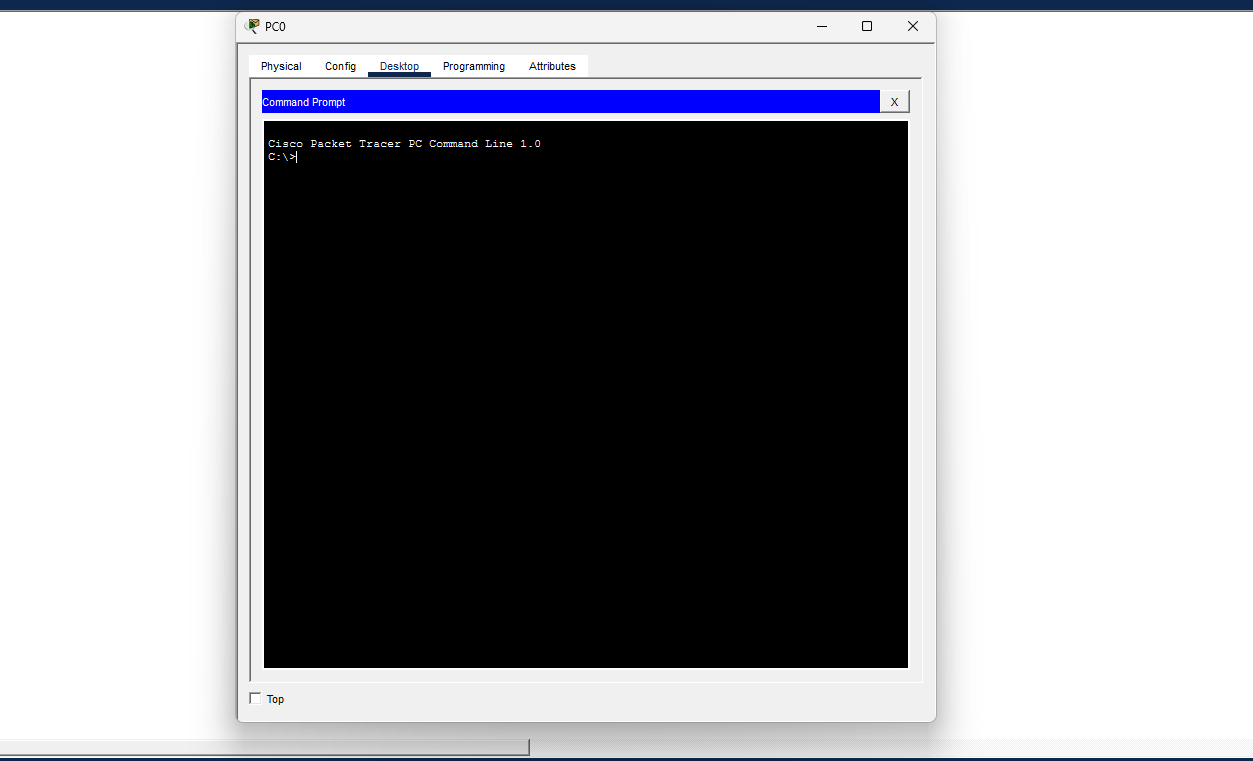 PC0
Physical Config Desktop Programming Attributes
Command Prompt X
Cisco Packet Tracer PC Command Line 1.0
C:\>
Top